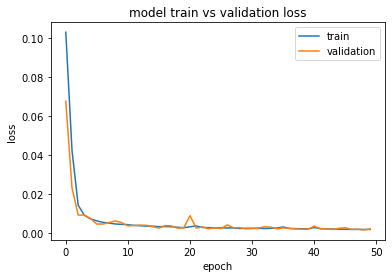 model train vs validation loss
train
validation
loss
0.10
0.08
0.06
0.04
0.02
0.00
0 10 20 30 40 50
epoch